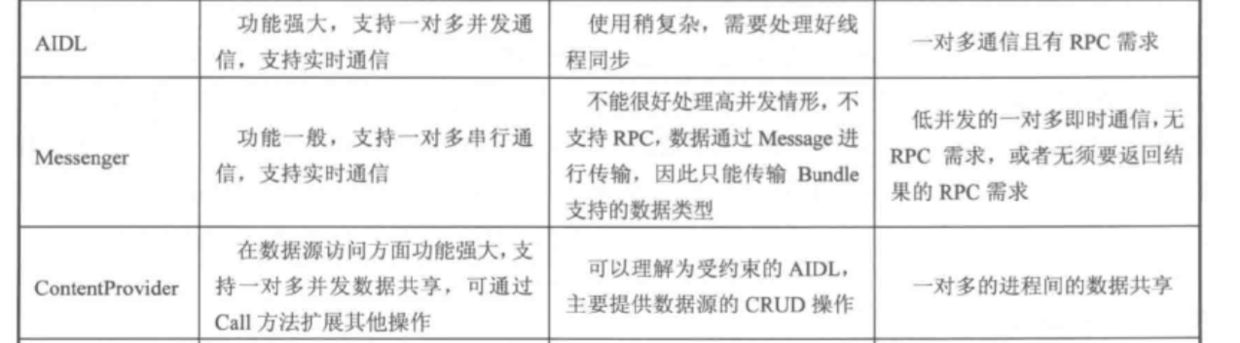 AIDL
功能强大，支持一对多并发通
信，支持实时通信
使用稍复杂，需要处理好线
程同步
一对多通信且有 RPC 需求
Messenger
功能一般，支持一对多串行通
信，支持实时通信
不能很好处理高并发情形，不
支持 RPC，数据通过 Message 进
行传输，因此只能传输 Bundle
支持的数据类型
低并发的一对多即时通信，无
RPC 需求，或者无须要返回结
果的 RPC 需求
ContentProvider
在数据源访问方面功能强大，支
持一对多并发数据共享，可通过
Call 方法扩展其他操作
可以理解为受约束的 AIDL，
主要提供数据源的 CRUD 操作
一对多的进程间的数据共享